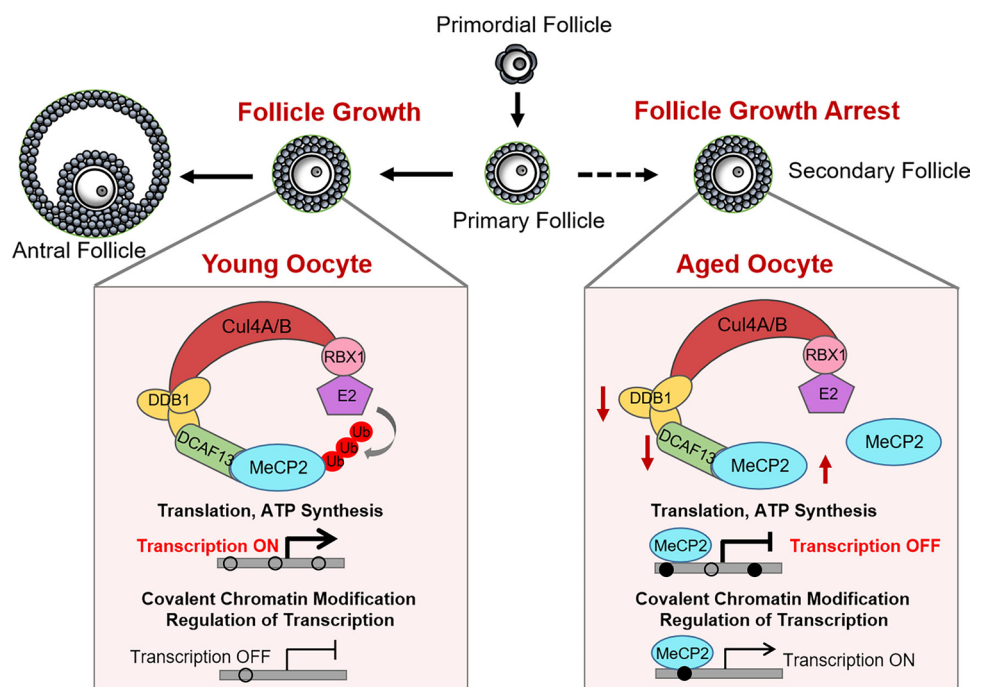 Primordial Follicle
Follicle Growth
Follicle Growth Arrest
Secondary Follicle
Primary Follicle
Antral Follicle
Young Oocyte
Cul4A/B
RBX1
E2
DDB1
DCAF13
MeCP2
Ub
Ub
Ub
Translation, ATP Synthesis
Transcription ON
Covalent Chromatin Modification
Regulation of Transcription
Transcription OFF
Aged Oocyte
Cul4A/B
RBX1
E2
DDB1
DCAF13
MeCP2
MeCP2
Translation, ATP Synthesis
MeCP2
Transcription OFF
Covalent Chromatin Modification
Regulation of Transcription
MeCP2
Transcription ON